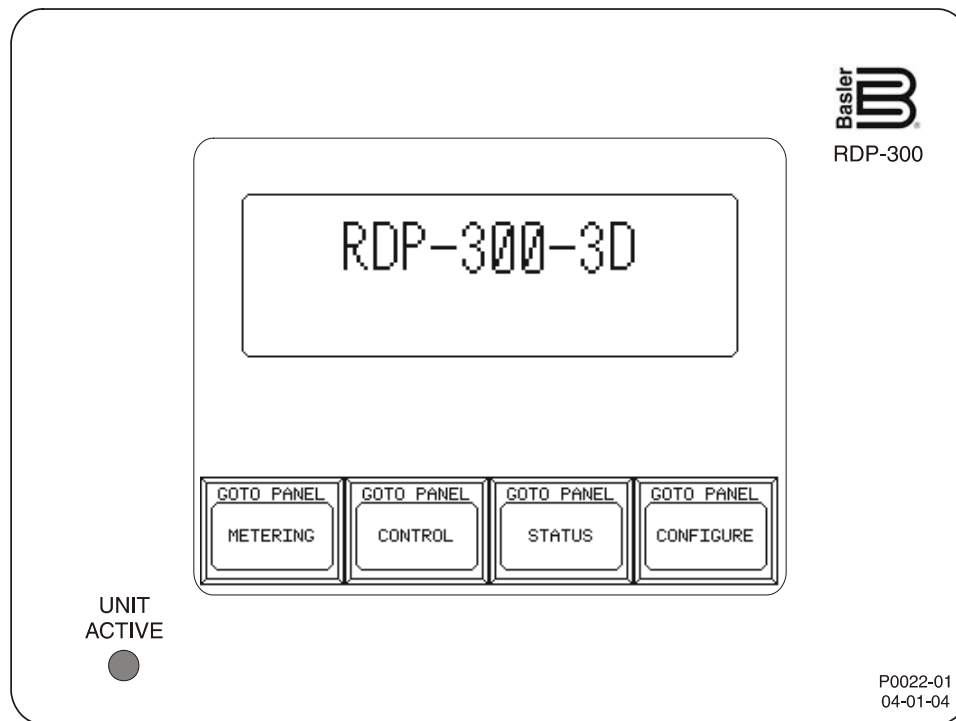 Basler
RDP-300
RDP-300-3D
GOTO PANEL GOTO PANEL GOTO PANEL GOTO PANEL
METERING CONTROL STATUS CONFIGURE
UNIT
ACTIVE
P0022-01
04-01-04